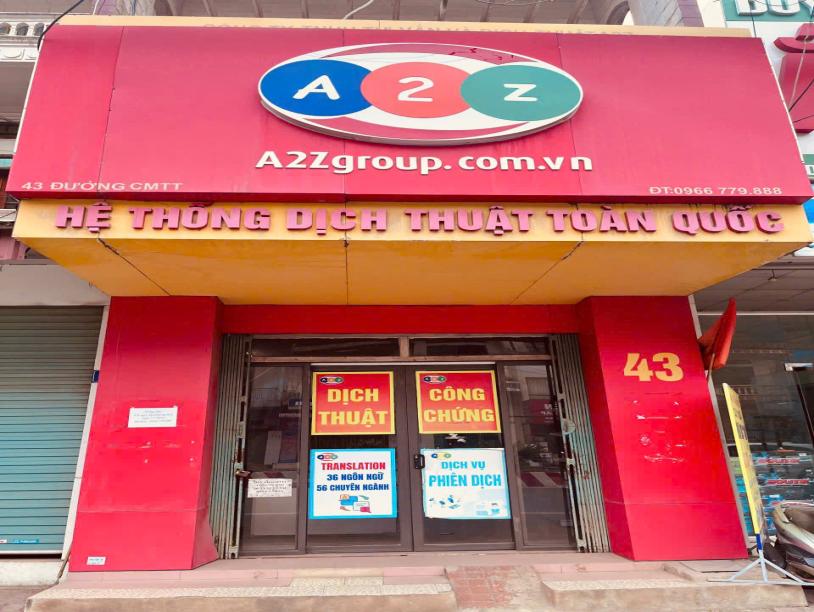 A2Z
A2Zgroup.com.vn
43 ĐƯỜNG CMTT
ĐT:0966 779.888
HỆ THỐNG DỊCH THUẬT TOÀN QUỐC
43
DỊCH
THUẬT
CÔNG
CHỨNG
TRANSLATION
36 NGÔN NGỮ
56 CHUYÊN NGÀNH
DỊCH VỤ
PHIÊN DỊCH